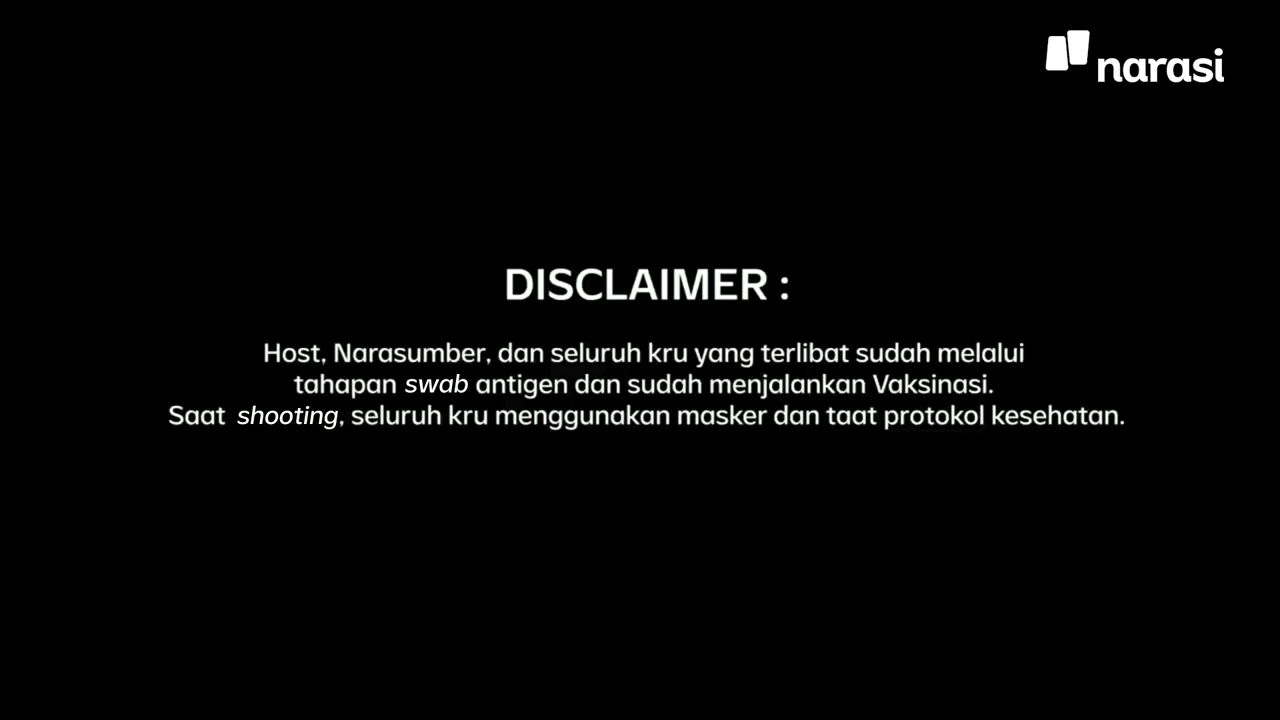 narasi
DISCLAIMER :
Host, Narasumber, dan seluruh kru yang terlibat sudah melalui
tahapan swab antigen dan sudah menjalankan Vaksinasi.
Saat shooting, seluruh kru menggunakan masker dan taat protokol kesehatan.